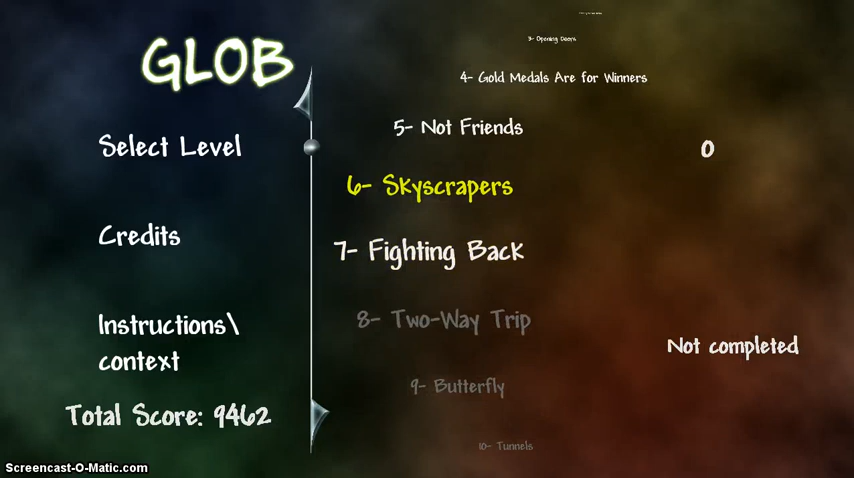 GLOB
Select Level
Credits
Instructions\
context
Total Score: 9462
3- Opening Doors
4- Gold Medals Are for Winners
5- Not Friends
6- Skyscrapers
7- Fighting Back
8- Two-Way Trip
9- Butterfly
10- Tunnels
0
Not completed
Screencast-O-Matic.com